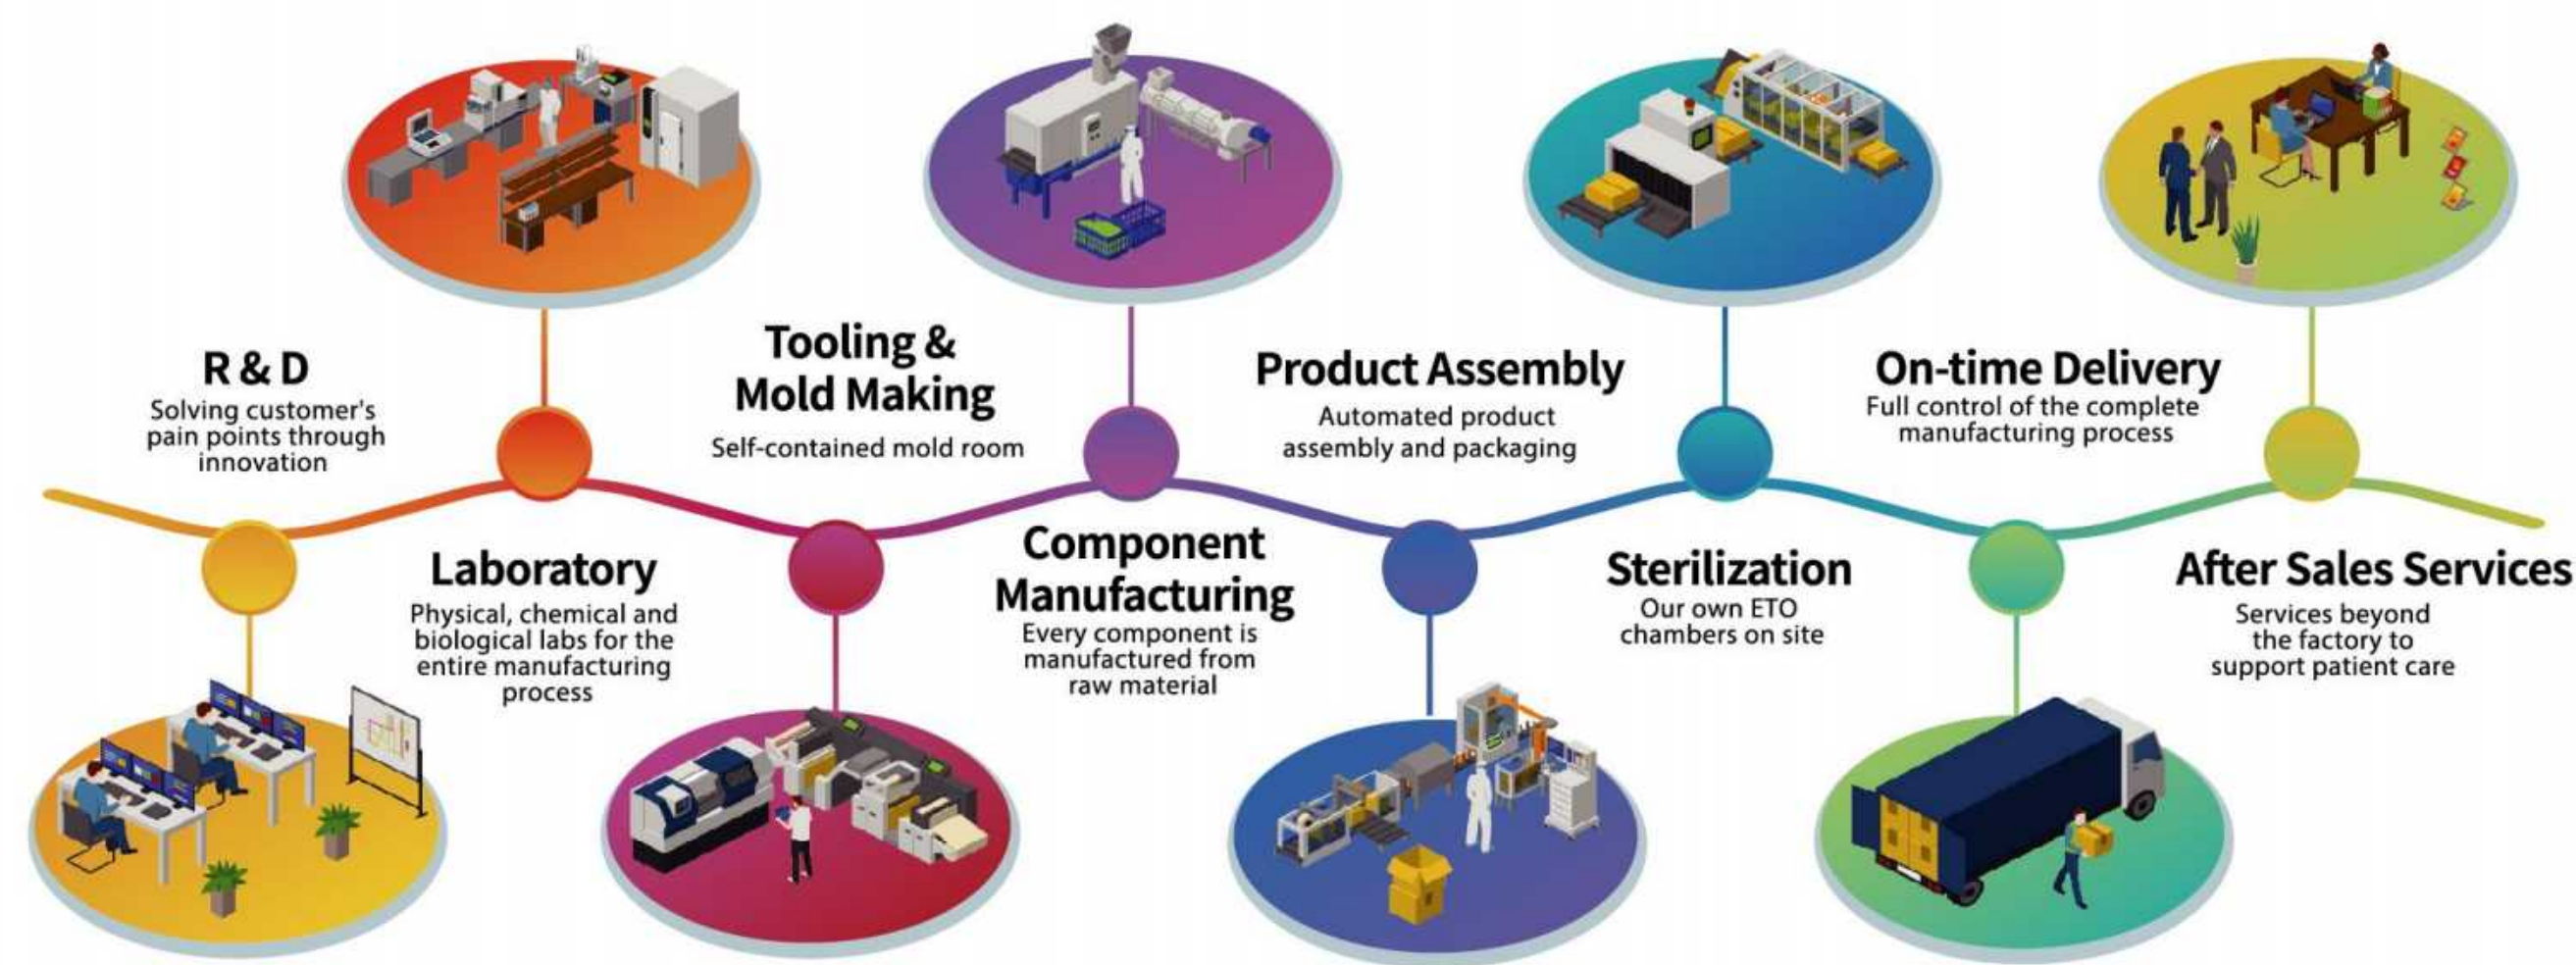 R & D
Solving customer's
pain points through
innovation
Laboratory
Physical, chemical and
biological labs for the
entire manufacturing
process
Tooling &
Mold Making
Self-contained mold room
Component
Manufacturing
Every component is
manufactured from
raw material
Product Assembly
Automated product
assembly and packaging
Sterilization
Our own ETO
chambers on site
On-time Delivery
Full control of the complete
manufacturing process
After Sales Services
Services beyond
the factory to
support patient care